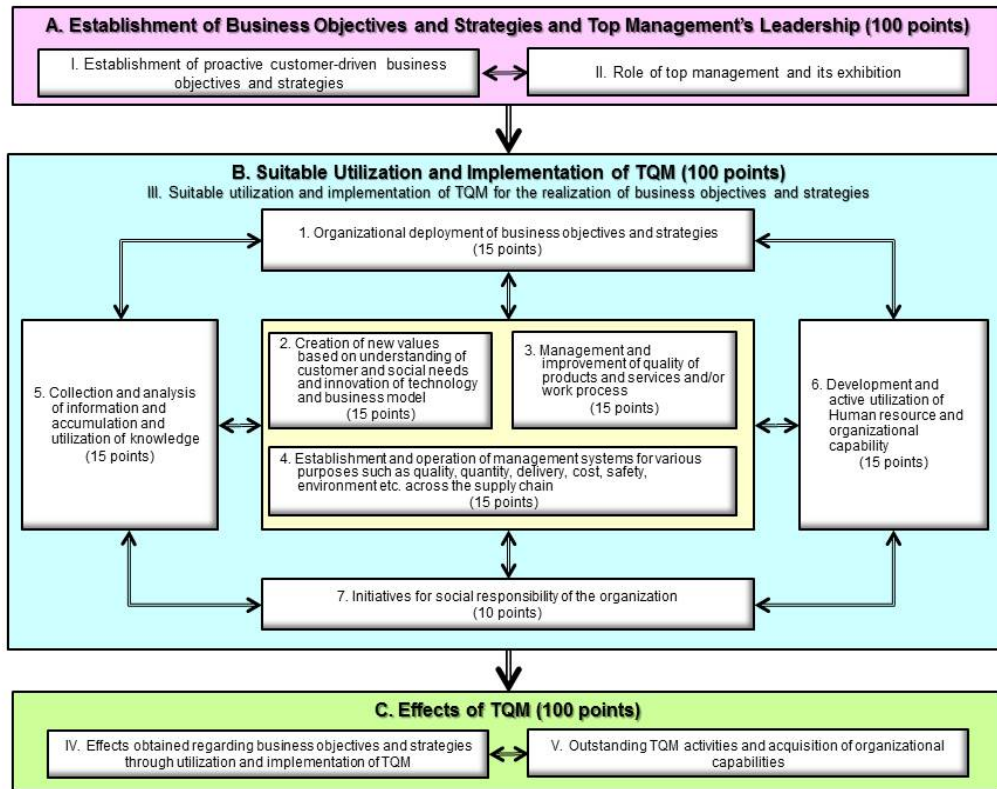 A. Establishment of Business Objectives and Strategies and Top Management's Leadership (100 points)
I. Establishment of proactive customer-driven business
objectives and strategies
II. Role of top management and its exhibition
B. Suitable Utilization and Implementation of TQM (100 points)
III. Suitable utilization and implementation of TQM for the realization of business objectives and strategies
1. Organizational deployment of business objectives and strategies
(15 points)
5. Collection and analysis
of information and
accumulation and
utilization of knowledge
(15 points)
2. Creation of new values
based on understanding of
customer and social needs
and innovation of technology
and business model
(15 points)
3. Management and
improvement of quality of
products and services and/or
work process
(15 points)
4. Establishment and operation of management systems for various
purposes such as quality, quantity, delivery, cost, safety,
environment etc. across the supply chain
(15 points)
6. Development and
active utilization of
Human resource and
organizational
capability
(15 points)
7. Initiatives for social responsibility of the organization
(10 points)
C. Effects of TQM (100 points)
IV. Effects obtained regarding business objectives and strategies
through utilization and implementation of TQM
V. Outstanding TQM activities and acquisition of organizational
capabilities